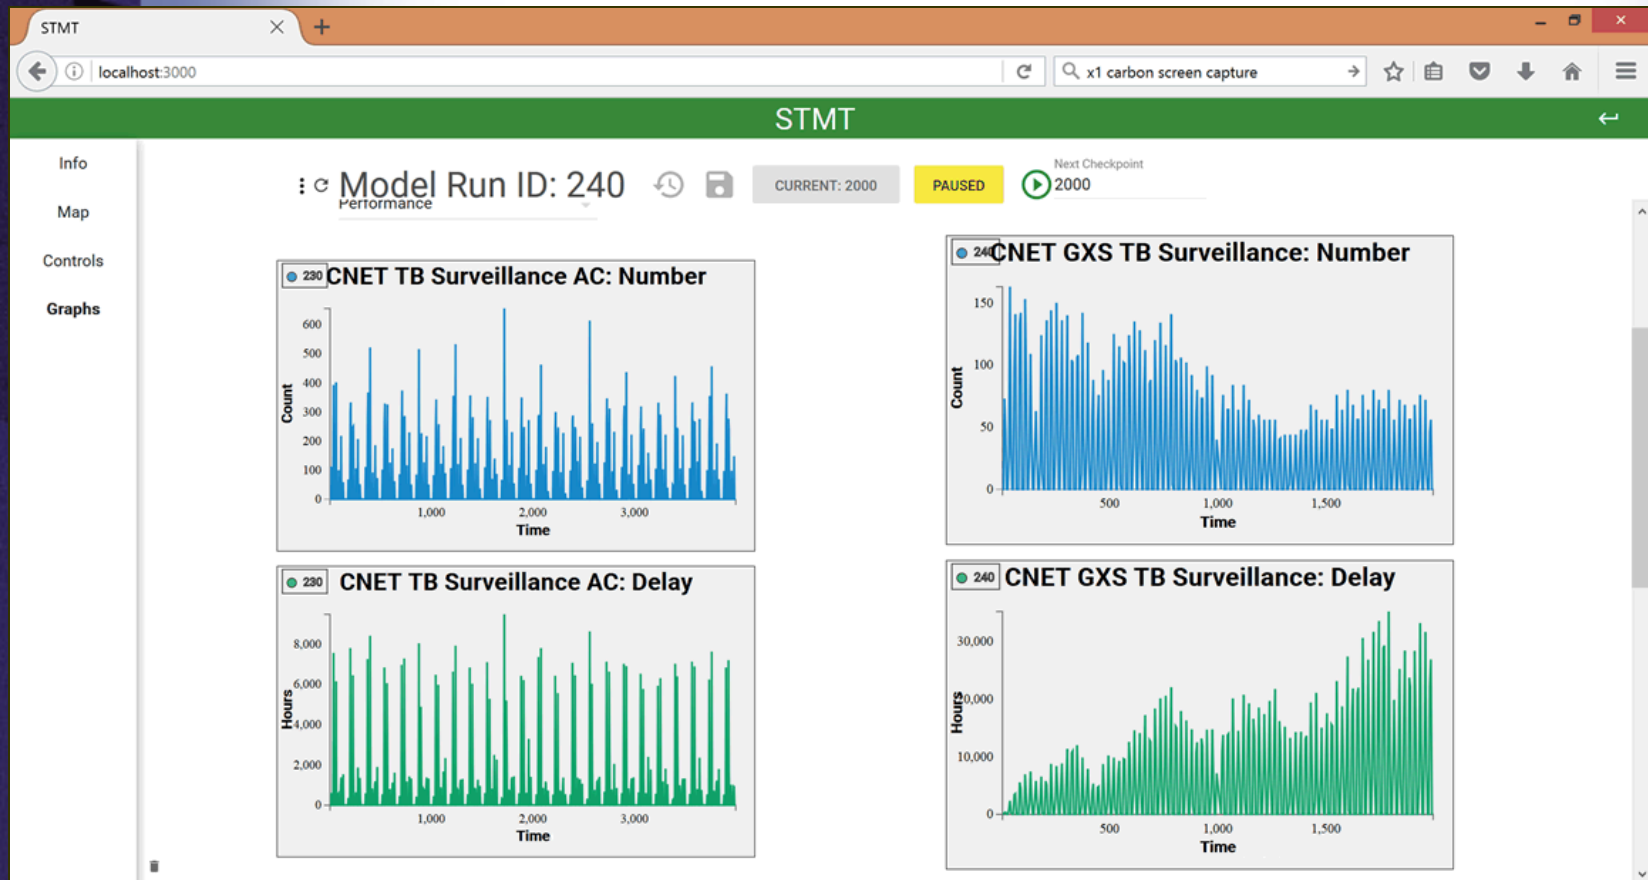 STMT
localhost:3000
x1 carbon screen capture
STMT
Info
Map
Controls
Graphs
Model Run ID: 240
CURRENT: 2000
PAUSED
Next Checkpoint
2000
Performance
230
CNET TB Surveillance AC: Number
Count
600
500
400
300
200
100
0
1,000
2,000
3,000
Time
240
CNET GXS TB Surveillance: Number
Count
150
100
50
0
500
1,000
1,500
Time
230
CNET TB Surveillance AC: Delay
Hours
8,000
6,000
4,000
2,000
0
1,000
2,000
3,000
Time
240
CNET GXS TB Surveillance: Delay
Hours
30,000
20,000
10,000
0
500
1,000
1,500
Time